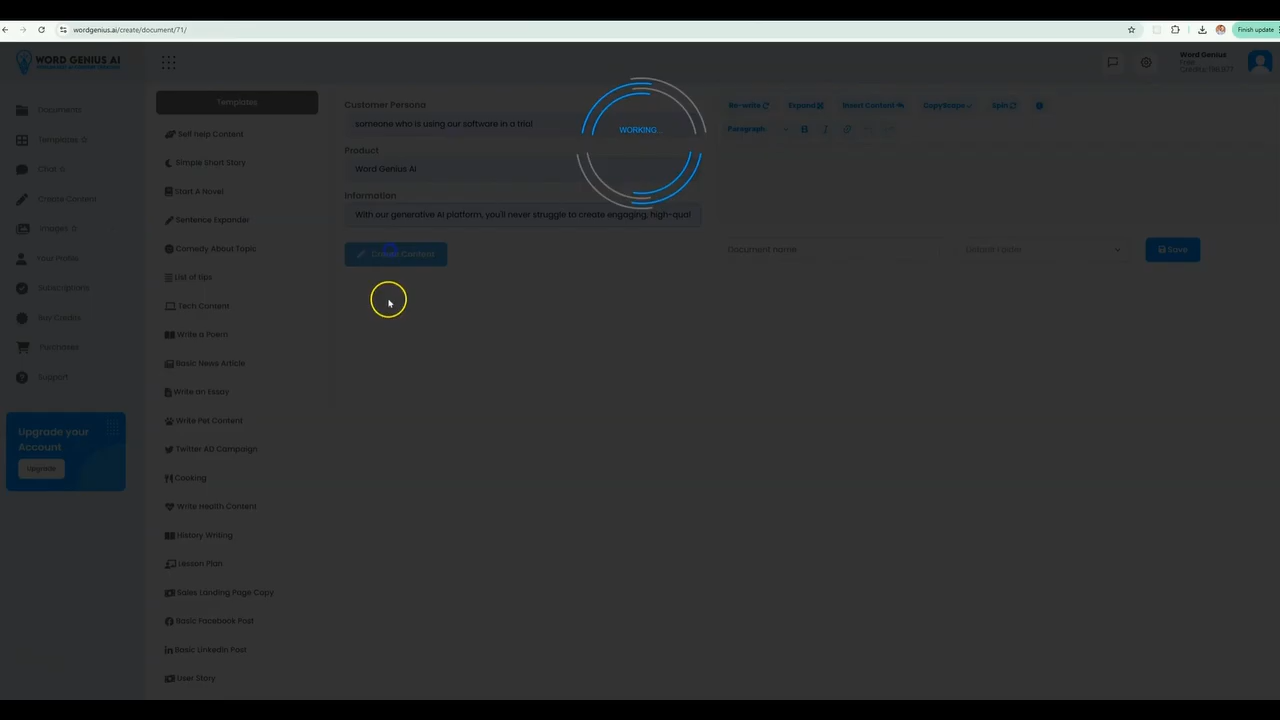 wordgenius.ai/create/document/71/
Finish update
WORD GENIUS AI
Word Genius
Free
Documents
Templates
Chat
Create Content
Images
Your Profile
Subscriptions
Buy Credits
Purchases
Support
Upgrade your
Account
Upgrade
Templates
Self help Content
Simple Short Story
Start A Novel
Sentence Expander
Comedy About Topic
List of tips
Tech Content
Write a Poem
Basic News Article
Write an Essay
Write Pet Content
Twitter AD Campaign
Cooking
Write Health Content
History Writing
Lesson Plan
Sales Landing Page Copy
Basic Facebook Post
Basic LinkedIn Post
User Story
Customer Persona
someone who is using our software in a trial
Product
Word Genius AI
Information
With our generative AI platform, you'll never struggle to create engaging, high-qual
Create Content
WORKING...
Re-write
Expand
Insert Content
CopyScape
Spin
Paragraph
B
I
Document name
Save